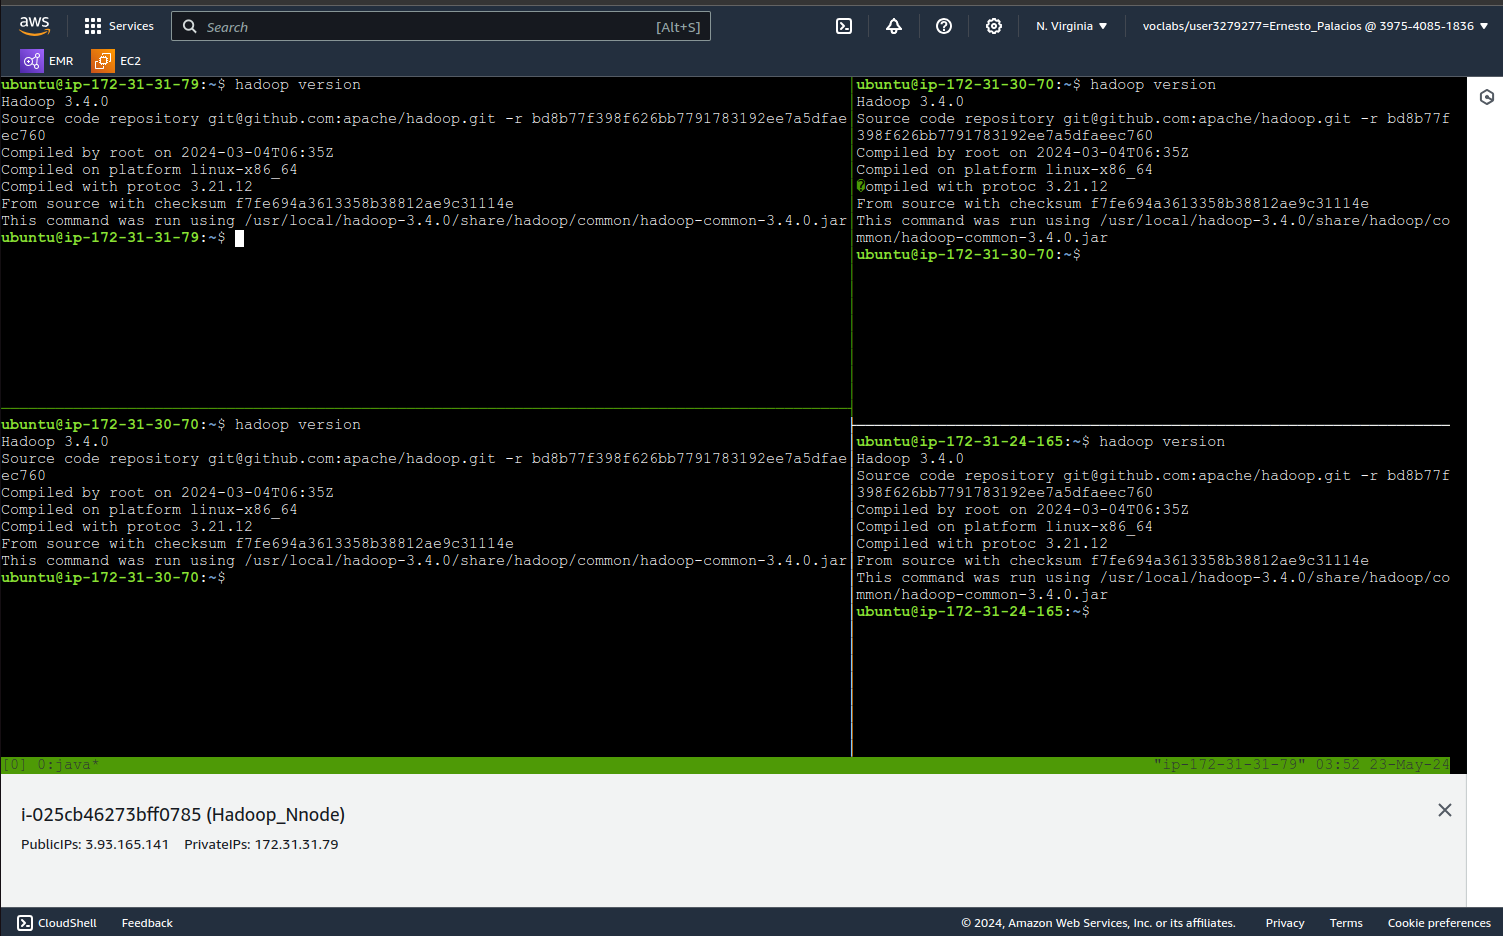 aws
Services
Search
[Alt+S]
N. Virginia
voclabs/user3279277=Ernesto_Palacios @ 3975-4085-1836
EMR
EC2
ubuntu@ip-172-31-31-79:~$ hadoop version
Hadoop 3.4.0
Source code repository git@github.com:apache/hadoop.git -r bd8b77f398f626bb7791783192ee7a5dfae
ec760
Compiled by root on 2024-03-04T06:35Z
Compiled on platform linux-x86_64
Compiled with protoc 3.21.12
From source with checksum f7fe694a3613358b38812ae9c31114e
This command was run using /usr/local/hadoop-3.4.0/share/hadoop/common/hadoop-common-3.4.0.jar
ubuntu@ip-172-31-31-79:~$
ubuntu@ip-172-31-30-70:~$ hadoop version
Hadoop 3.4.0
Source code repository git@github.com:apache/hadoop.git -r bd8b77f
398f626bb7791783192ee7a5dfaeec760
Compiled by root on 2024-03-04T06:35Z
Compiled on platform linux-x86_64
�ompiled with protoc 3.21.12
From source with checksum f7fe694a3613358b38812ae9c31114e
This command was run using /usr/local/hadoop-3.4.0/share/hadoop/co
mmon/hadoop-common-3.4.0.jar
ubuntu@ip-172-31-30-70:~$
ubuntu@ip-172-31-30-70:~$ hadoop version
Hadoop 3.4.0
Source code repository git@github.com:apache/hadoop.git -r bd8b77f398f626bb7791783192ee7a5dfae
ec760
Compiled by root on 2024-03-04T06:35Z
Compiled on platform linux-x86_64
Compiled with protoc 3.21.12
From source with checksum f7fe694a3613358b38812ae9c31114e
This command was run using /usr/local/hadoop-3.4.0/share/hadoop/common/hadoop-common-3.4.0.jar
ubuntu@ip-172-31-30-70:~$
ubuntu@ip-172-31-24-165:~$ hadoop version
Hadoop 3.4.0
Source code repository git@github.com:apache/hadoop.git -r bd8b77f
398f626bb7791783192ee7a5dfaeec760
Compiled by root on 2024-03-04T06:35Z
Compiled on platform linux-x86_64
Compiled with protoc 3.21.12
From source with checksum f7fe694a3613358b38812ae9c31114e
This command was run using /usr/local/hadoop-3.4.0/share/hadoop/co
mmon/hadoop-common-3.4.0.jar
ubuntu@ip-172-31-24-165:~$
[0] 0:java*
"ip-172-31-31-79" 03:52 23-May-24
i-025cb46273bff0785 (Hadoop_Nnode)
PublicIPs: 3.93.165.141 PrivateIPs: 172.31.31.79
CloudShell
Feedback
© 2024, Amazon Web Services, Inc. or its affiliates.
Privacy
Terms
Cookie preferences